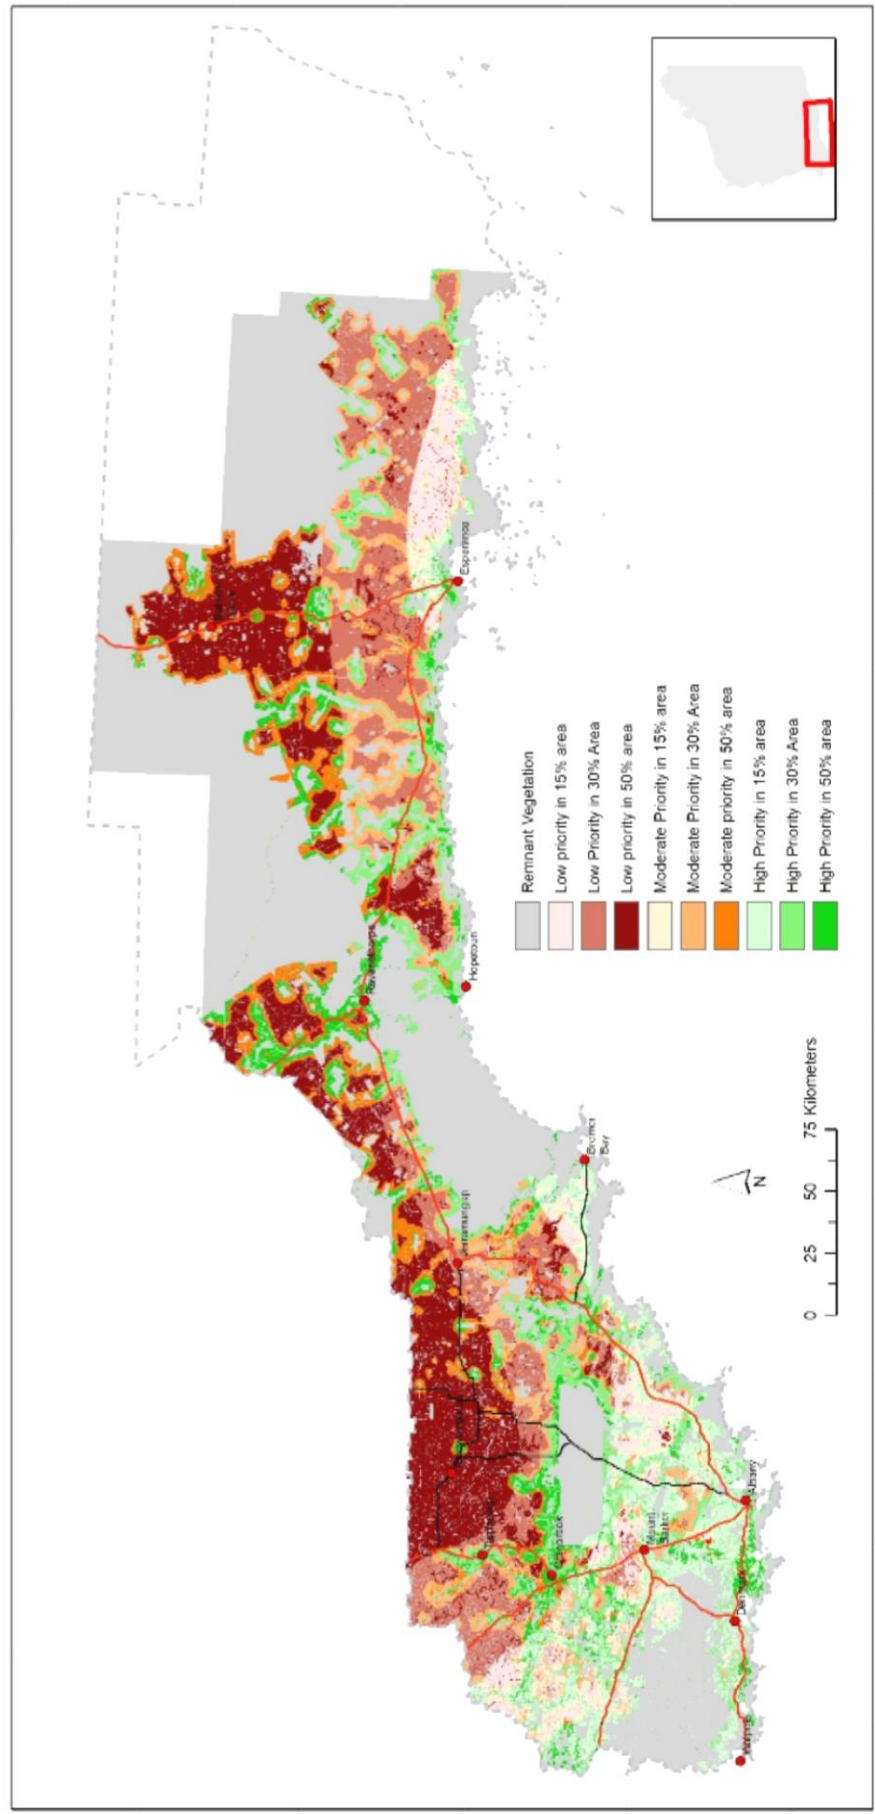 Esperance
Ravensthorpe
Hopetoun
Jerramungup
Bremer
Bay
Mount
Barker
Albany
Denmark
Walpole
Remnant Vegetation
Low priority in 15% area
Low Priority in 30% Area
Low priority in 50% area
Moderate Priority in 15% area
Moderate Priority in 30% Area
Moderate priority in 50% area
High Priority in 15% area
High Priority in 30% Area
High Priority in 50% area
N
0 25 50 75 Kilometers